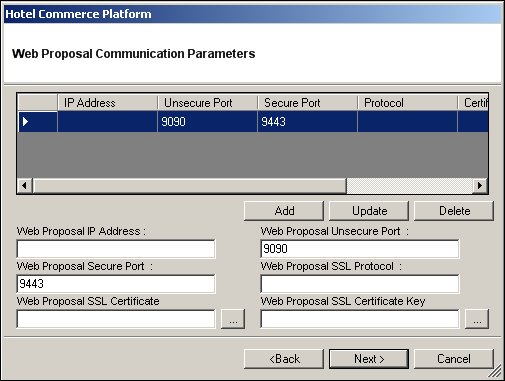 Hotel Commerce Platform
Web Proposal Communication Parameters
IP Address Unsecure Port Secure Port Protocol Certif
9090 9443
Add Update Delete
Web Proposal IP Address : Web Proposal Unsecure Port :
9090
Web Proposal Secure Port : Web Proposal SSL Protocol :
9443
Web Proposal SSL Certificate Web Proposal SSL Certificate Key
... ...
<Back Next > Cancel